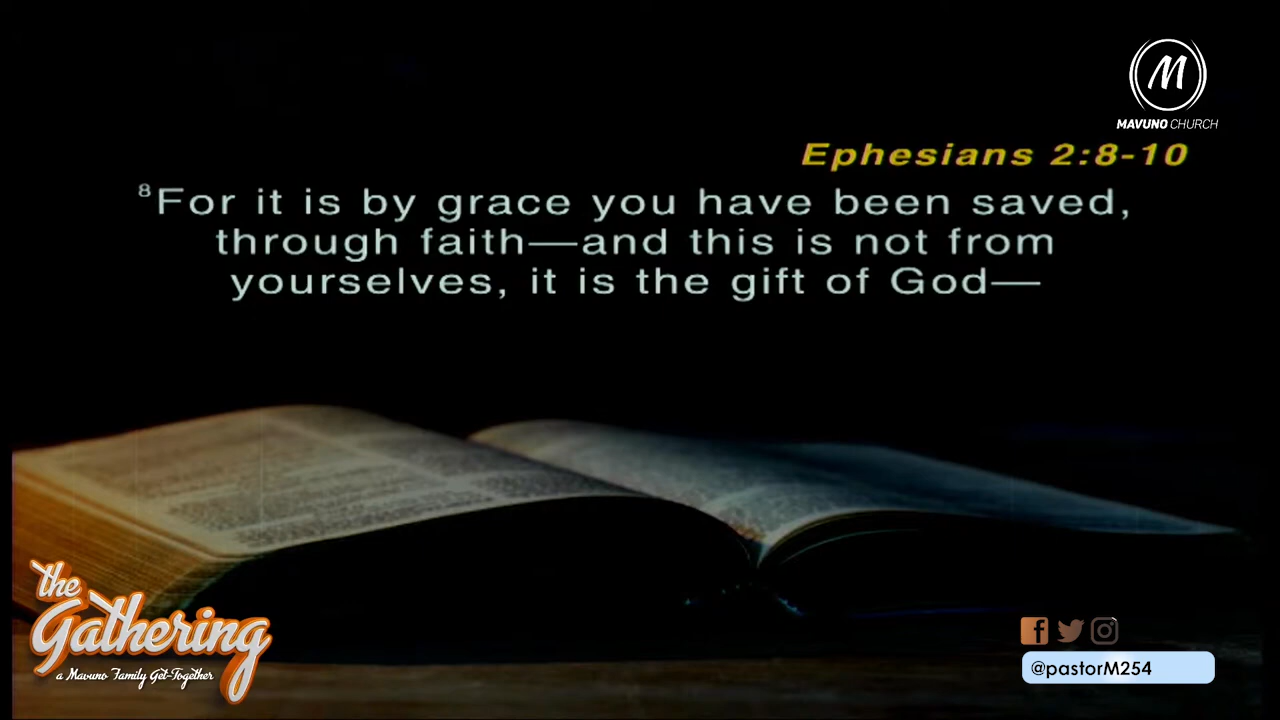 M
MAVUNO CHURCH
Ephesians 2:8-10
⁸For it is by grace you have been saved,
through faith—and this is not from
yourselves, it is the gift of God—
the
Gathering
a Mavuno Family Get-Together
@pastorM254